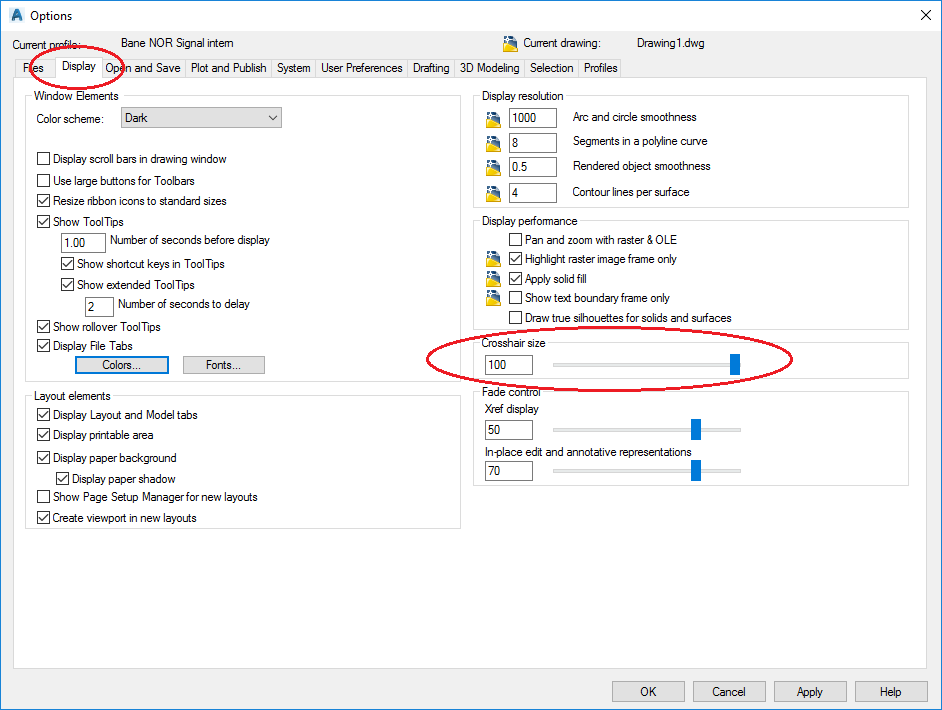 Options
Current profile: Bane NOR Signal intern Current drawing: Drawing1.dwg
Files Display Open and Save Plot and Publish System User Preferences Drafting 3D Modeling Selection Profiles
Window Elements
Color scheme: Dark
Display scroll bars in drawing window
Use large buttons for Toolbars
Resize ribbon icons to standard sizes
Show ToolTips
1.00 Number of seconds before display
Show shortcut keys in ToolTips
Show extended ToolTips
2 Number of seconds to delay
Show rollover ToolTips
Display File Tabs
Colors... Fonts...
Layout elements
Display Layout and Model tabs
Display printable area
Display paper background
Display paper shadow
Show Page Setup Manager for new layouts
Create viewport in new layouts
Display resolution
1000 Arc and circle smoothness
8 Segments in a polyline curve
0.5 Rendered object smoothness
4 Contour lines per surface
Display performance
Pan and zoom with raster & OLE
Highlight raster image frame only
Apply solid fill
Show text boundary frame only
Draw true silhouettes for solids and surfaces
Crosshair size
100
Fade control
Xref display
50
In-place edit and annotative representations
70
OK Cancel Apply Help